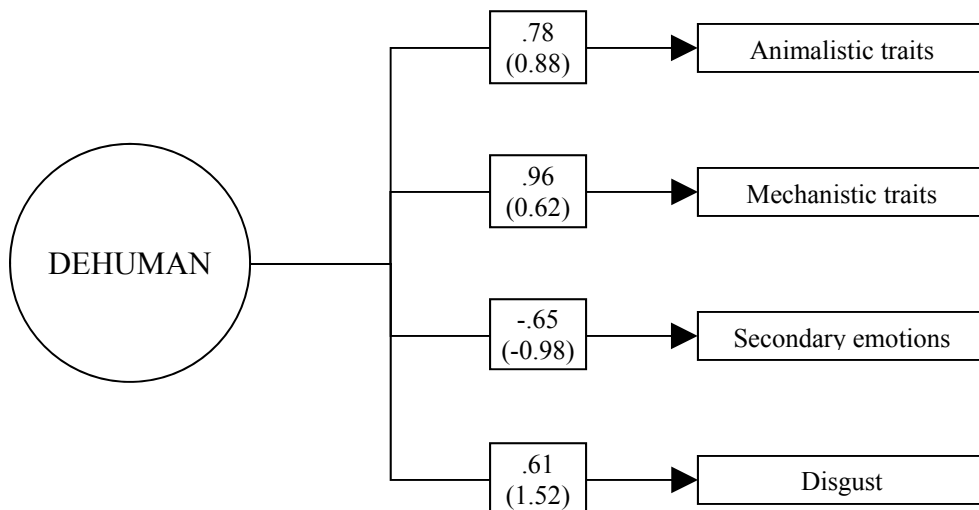 .78
(0.88)
Animalistic traits
.96
(0.62)
Mechanistic traits
DEHUMAN
-.65
(-0.98)
Secondary emotions
.61
(1.52)
Disgust